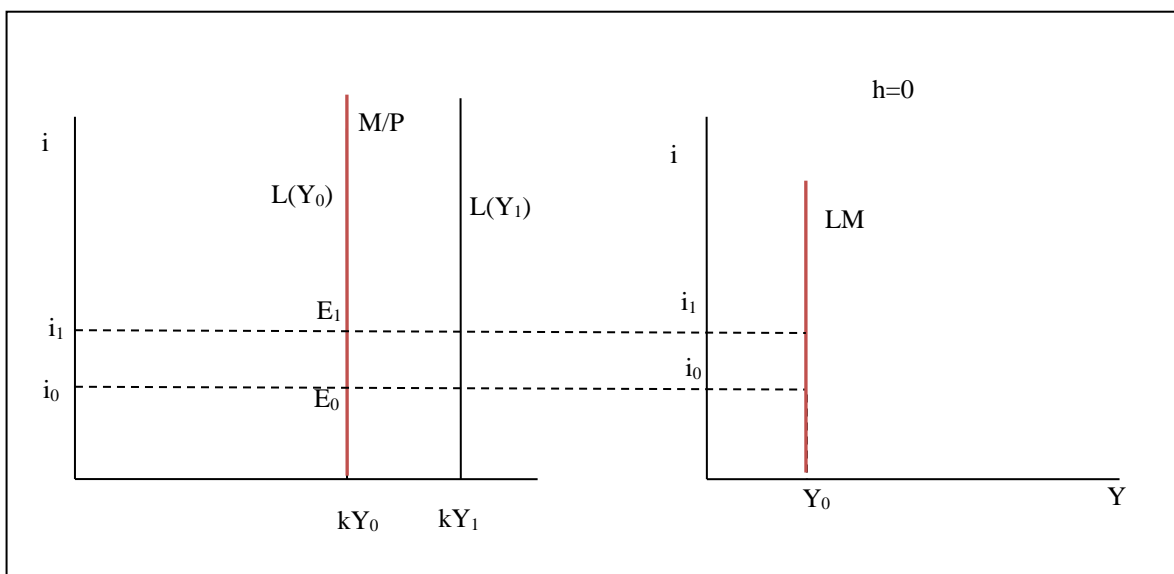 h=0
i
M/P
L(Y₀)
L(Y₁)
E₁
i₁
i₀
E₀
kY₀
kY₁
i
LM
i₁
i₀
Y₀
Y